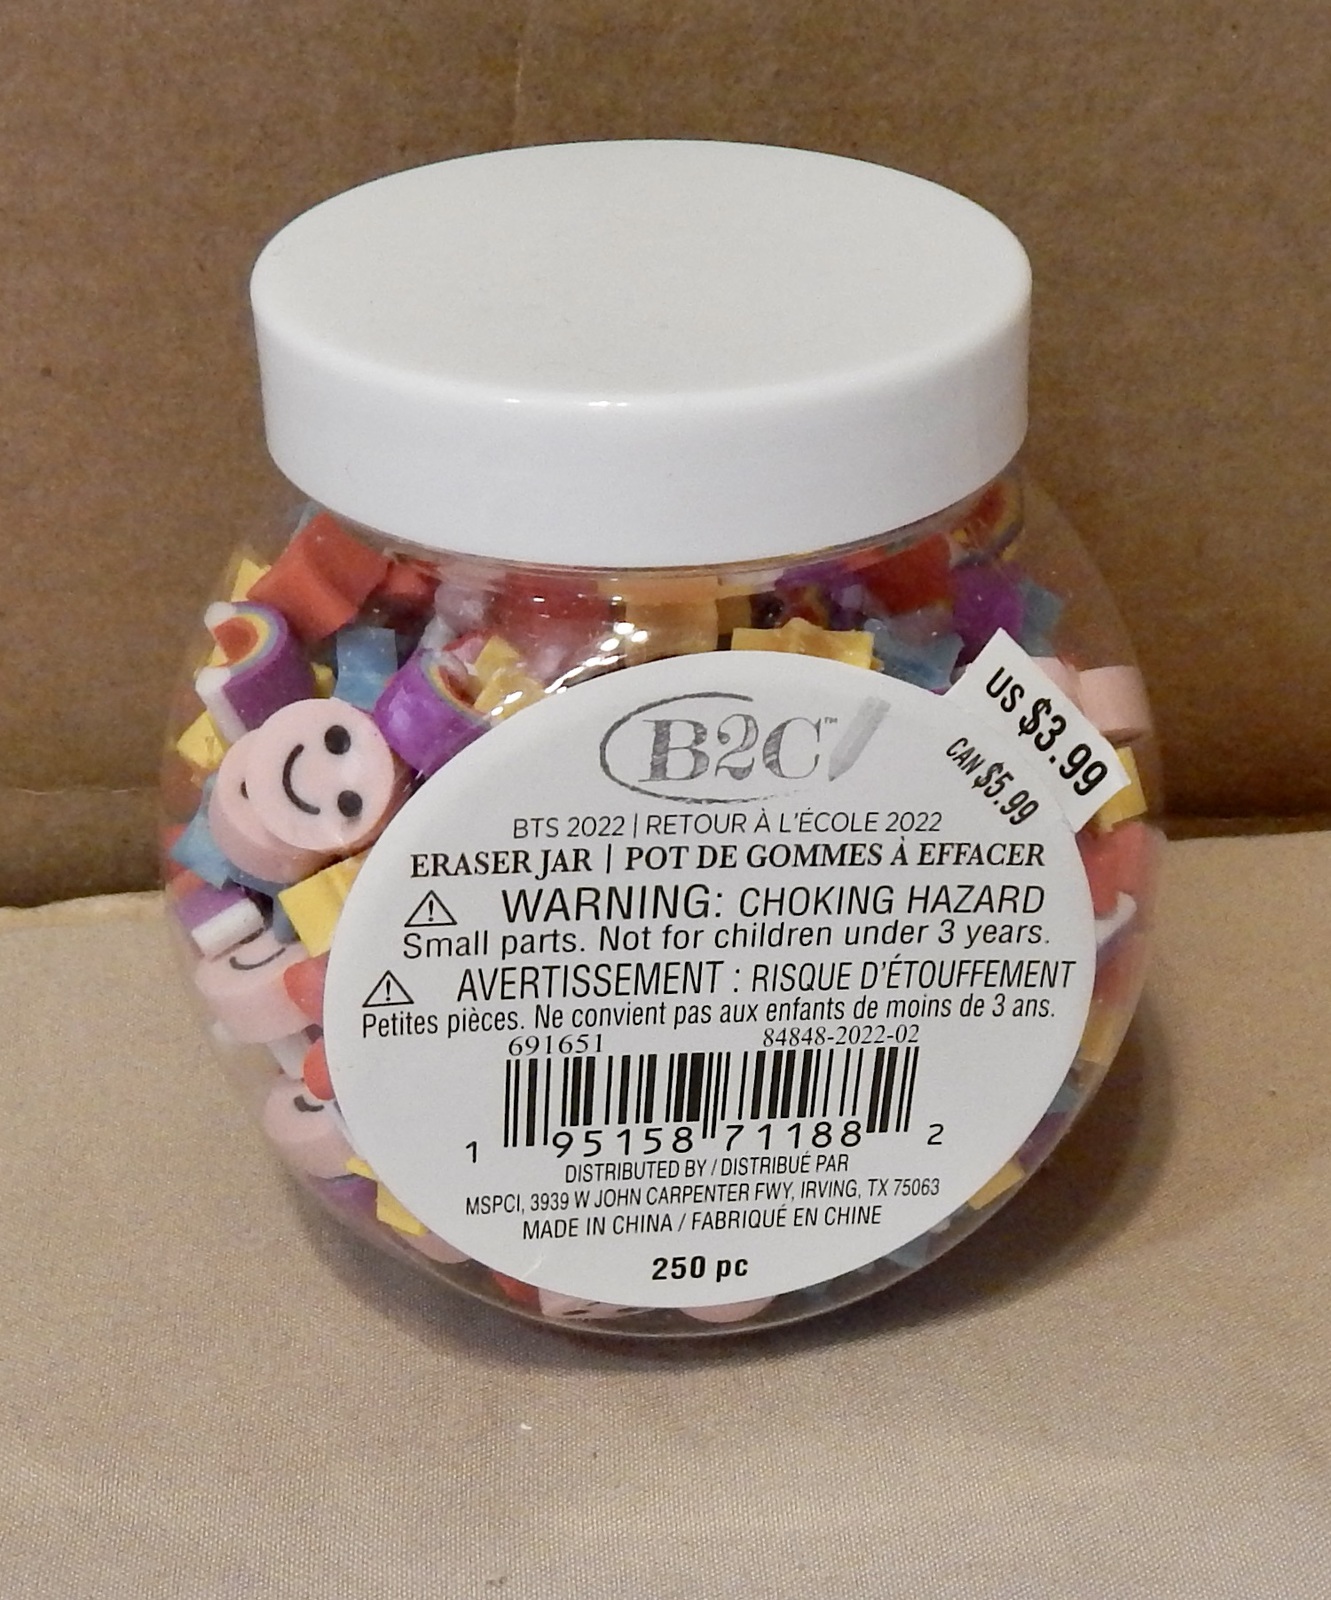 B2C™
US $3.99
CAN $5.99
BTS 2022 | RETOUR À L'ÉCOLE 2022
ERASER JAR | POT DE GOMMES À EFFACER
WARNING: CHOKING HAZARD
Small parts. Not for children under 3 years.
AVERTISSEMENT : RISQUE D'ÉTOUFFEMENT
Petites pièces. Ne convient pas aux enfants de moins de 3 ans.
691651 84848-2022-02
1 95158 71188 2
DISTRIBUTED BY / DISTRIBUÉ PAR
MSPCI, 3939 W JOHN CARPENTER FWY, IRVING, TX 75063
MADE IN CHINA / FABRIQUÉ EN CHINE
250 pc